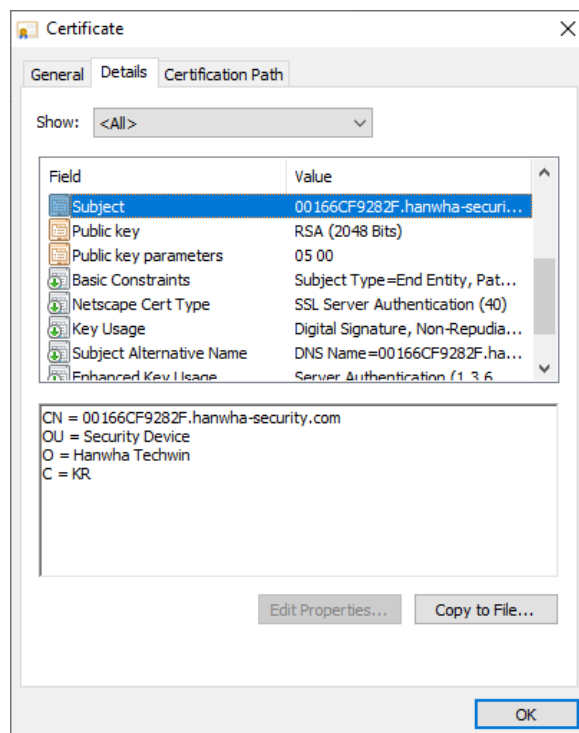 Certificate
General Details Certification Path
Show: <All>
Field Value
Subject 00166CF9282F.hanwha-securi...
Public key RSA (2048 Bits)
Public key parameters 05 00
Basic Constraints Subject Type=End Entity, Pat...
Netscape Cert Type SSL Server Authentication (40)
Key Usage Digital Signature, Non-Repudia...
Subject Alternative Name DNS Name=00166CF9282F.ha...
Enhanced Key Usage Server Authentication (1.3.6
CN = 00166CF9282F.hanwha-security.com
OU = Security Device
O = Hanwha Techwin
C = KR
Edit Properties... Copy to File...
OK